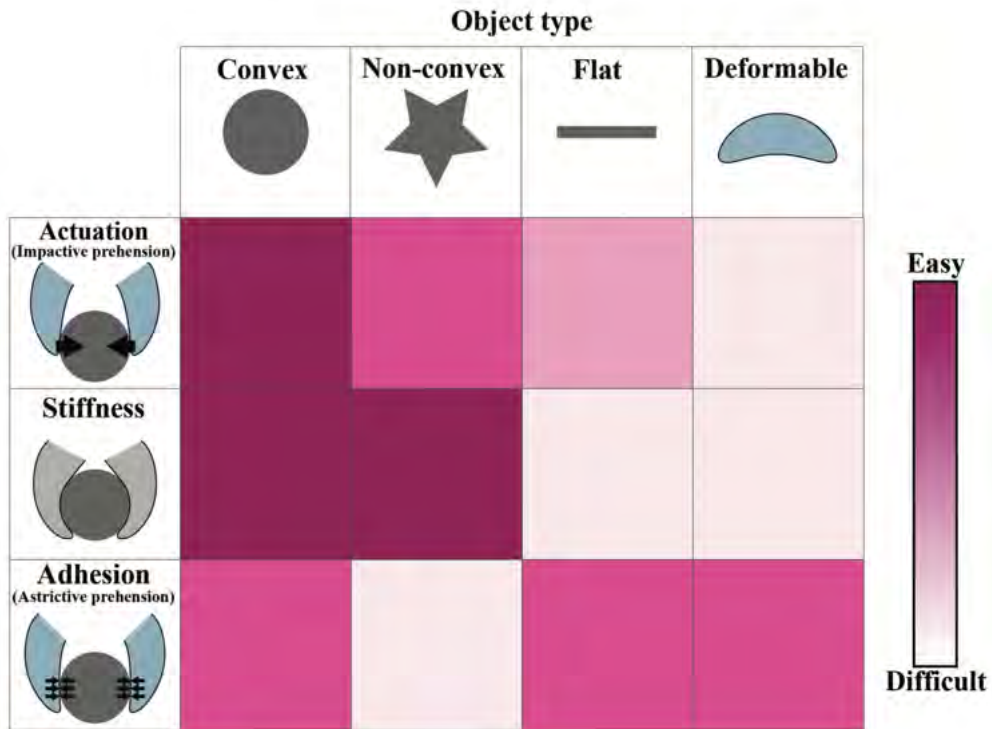 Object type
Convex Non-convex Flat Deformable
Actuation
(Impactive prehension)
Easy
Stiffness
Adhesion
(Astrictive prehension)
Difficult